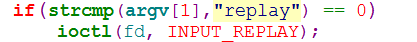 if(strcmp(argv[1],"replay") == 0)
ioctl(fd, INPUT_REPLAY);